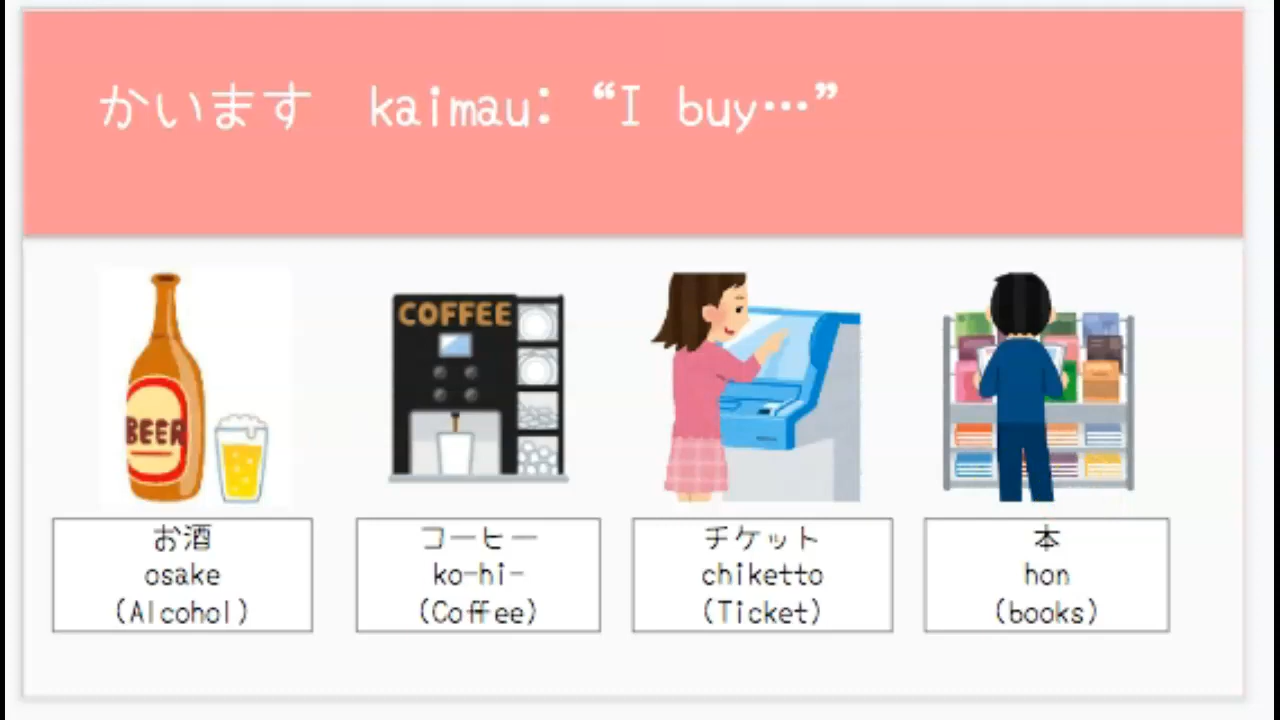 かいます kaimau: “I buy…”
COFFEE
BEER
お酒
osake
(Alcohol)
コーヒー
ko-hi-
(Coffee)
チケット
chiketto
(Ticket)
本
hon
(books)